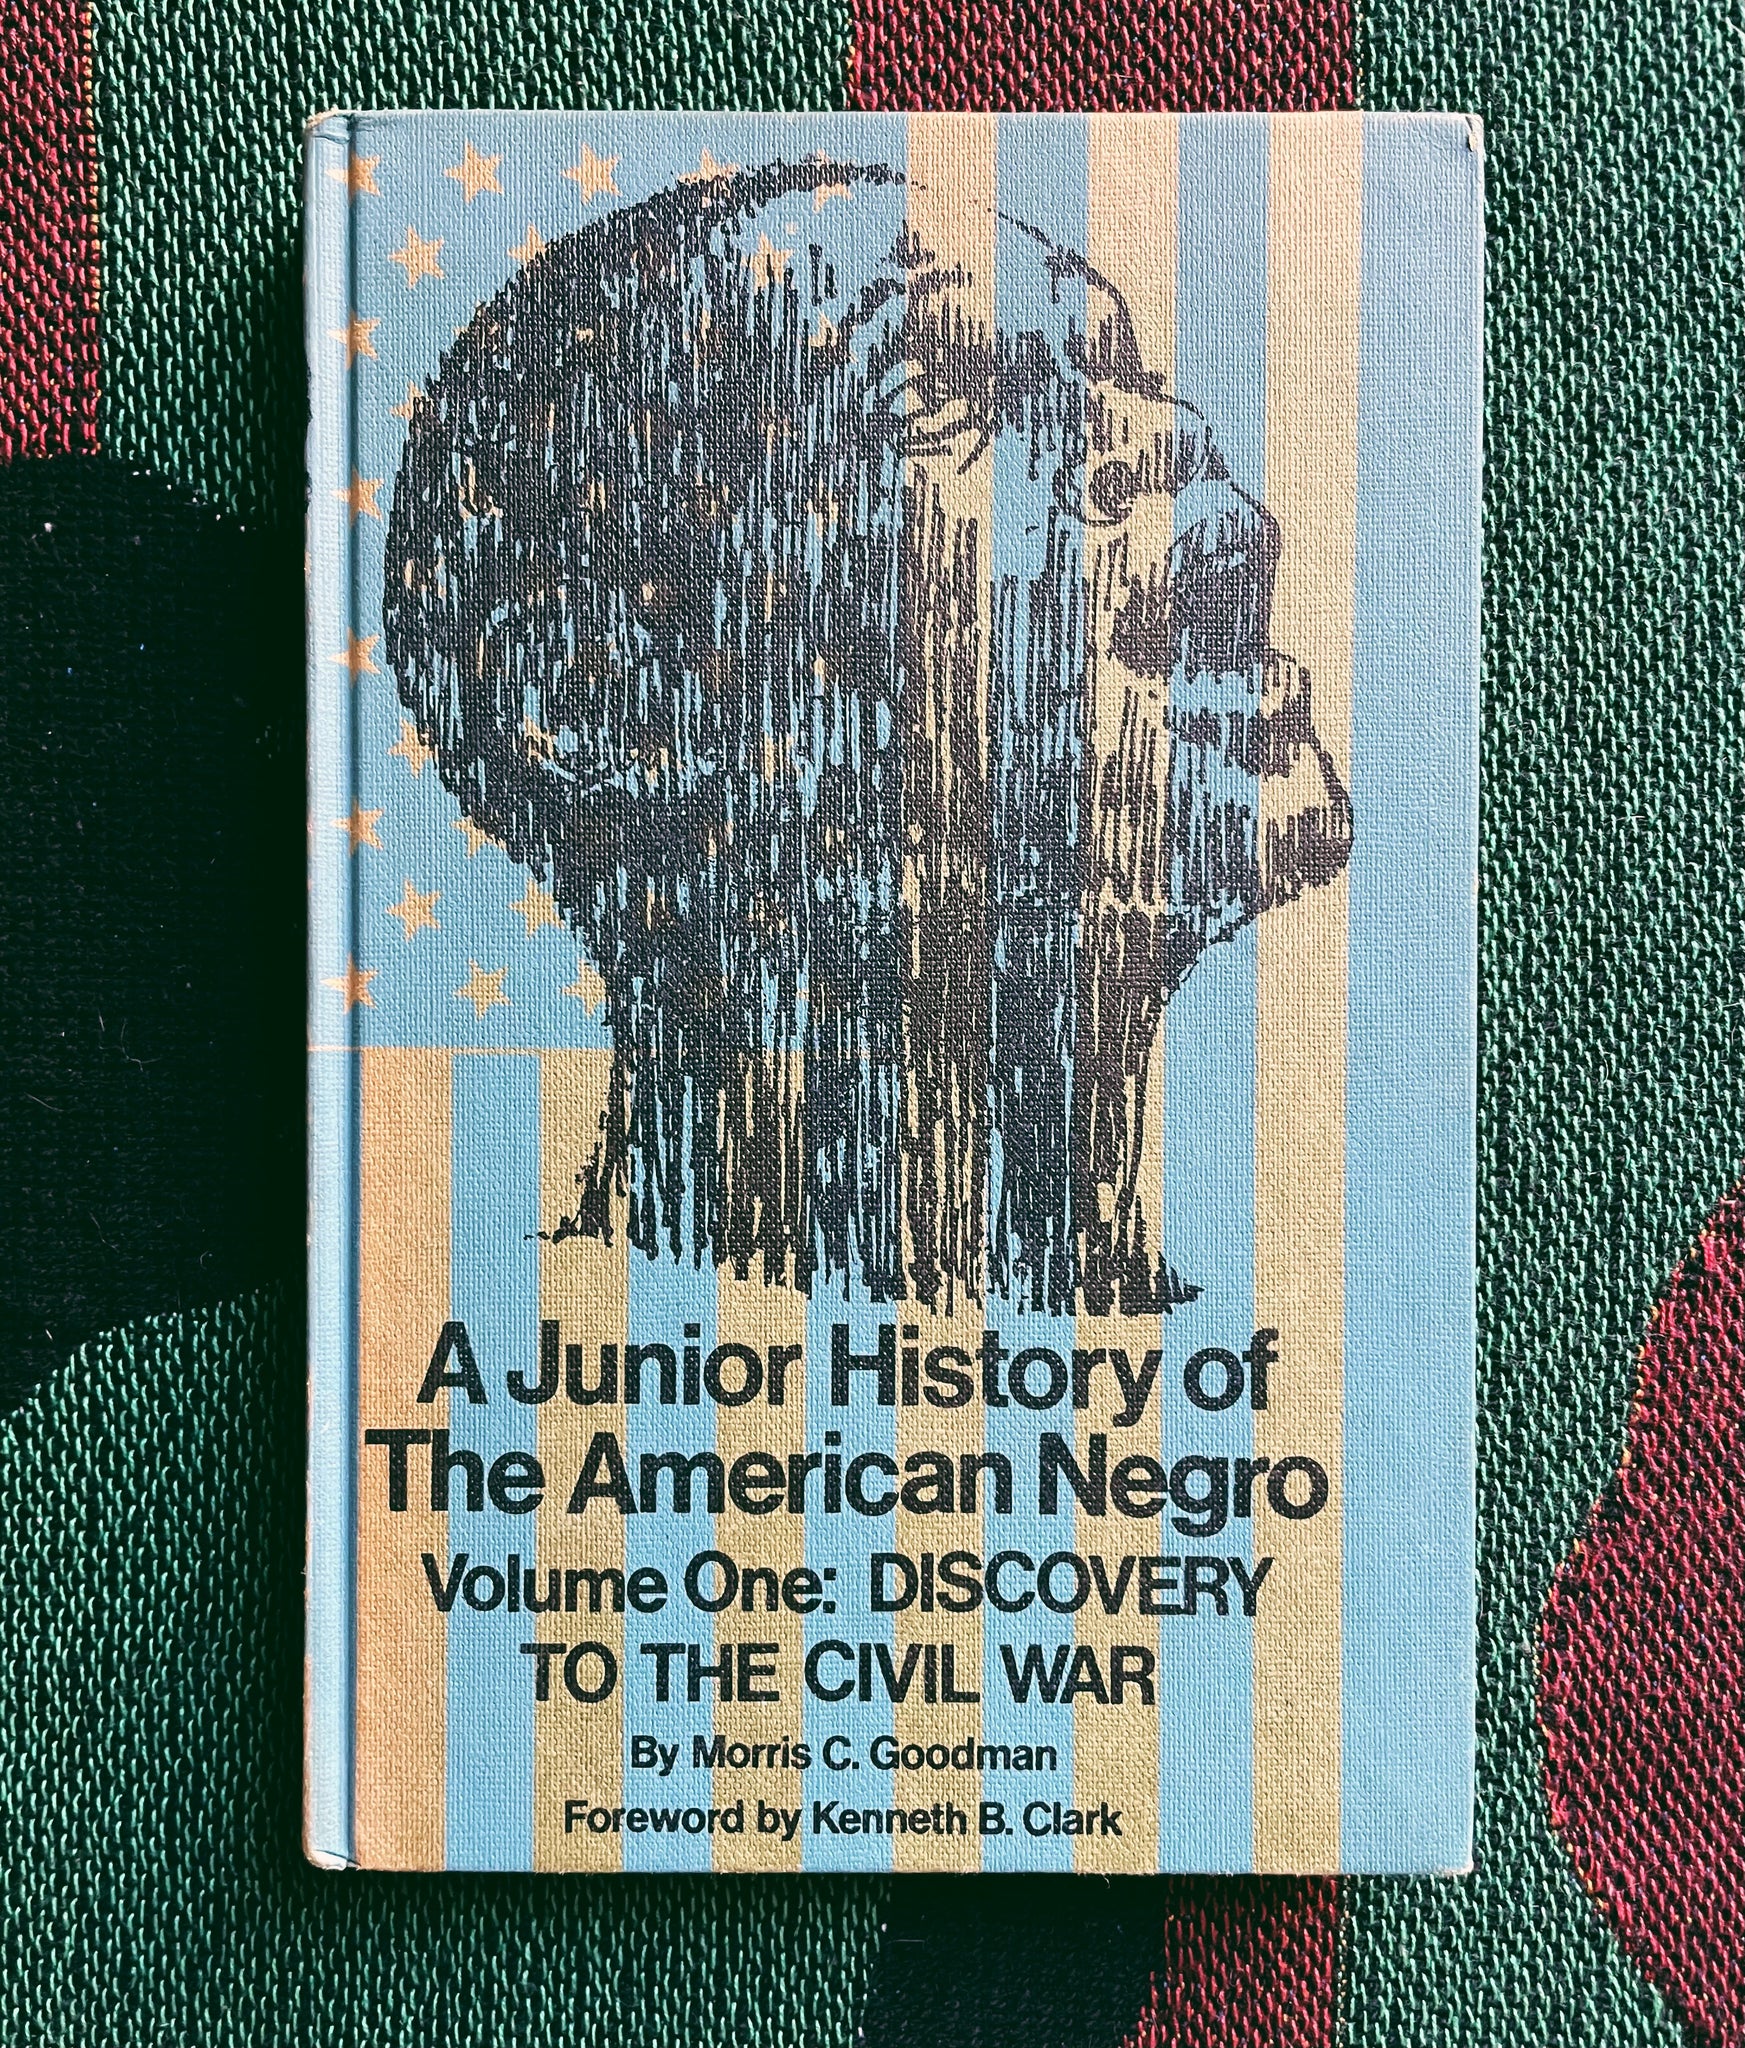 A Junior History of
The American Negro
Volume One: DISCOVERY
TO THE CIVIL WAR
By Morris C. Goodman
Foreword by Kenneth B. Clark